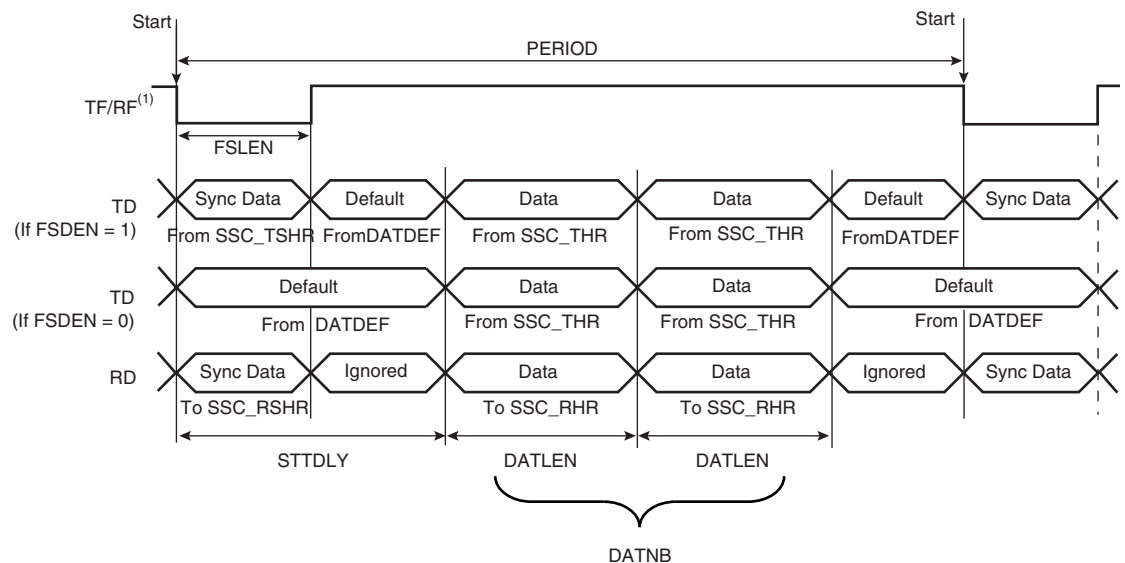 Start
Start
PERIOD
TF/RF(1)
FSLEN
TD
(If FSDEN = 1)
Sync Data
Default
Data
Data
Default
Sync Data
From SSC_TSHR
FromDATDEF
From SSC_THR
From SSC_THR
FromDATDEF
TD
(If FSDEN = 0)
Default
Data
Data
Default
From DATDEF
From SSC_THR
From SSC_THR
From DATDEF
RD
Sync Data
Ignored
Data
Data
Ignored
Sync Data
To SSC_RSHR
To SSC_RHR
To SSC_RHR
STTDLY
DATLEN
DATLEN
DATNB